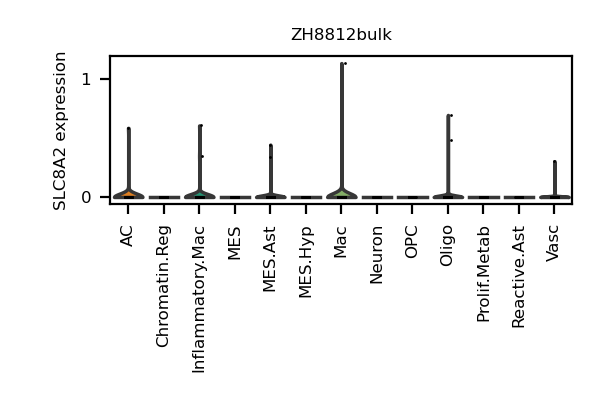 ZH8812bulk
SLC8A2 expression
1
0
AC
Chromatin.Reg
Inflammatory.Mac
MES
MES.Ast
MES.Hyp
Mac
Neuron
OPC
Oligo
Prolif.Metab
Reactive.Ast
Vasc